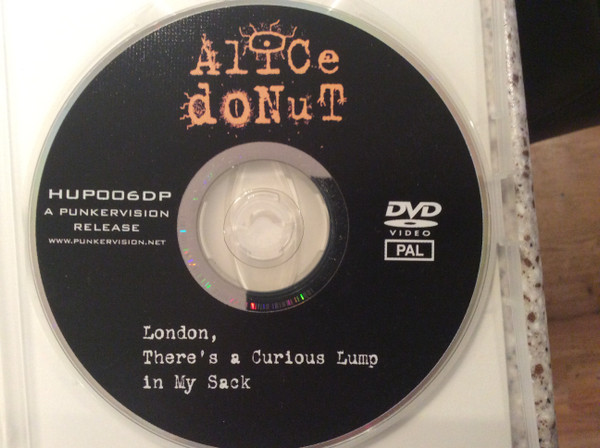 AliCe
doNuT
HUP006DP
A PUNKERVISION
RELEASE
WWW.PUNKERVISION.NET
DVD
VIDEO
PAL
London,
There's a Curious Lump
in My Sack